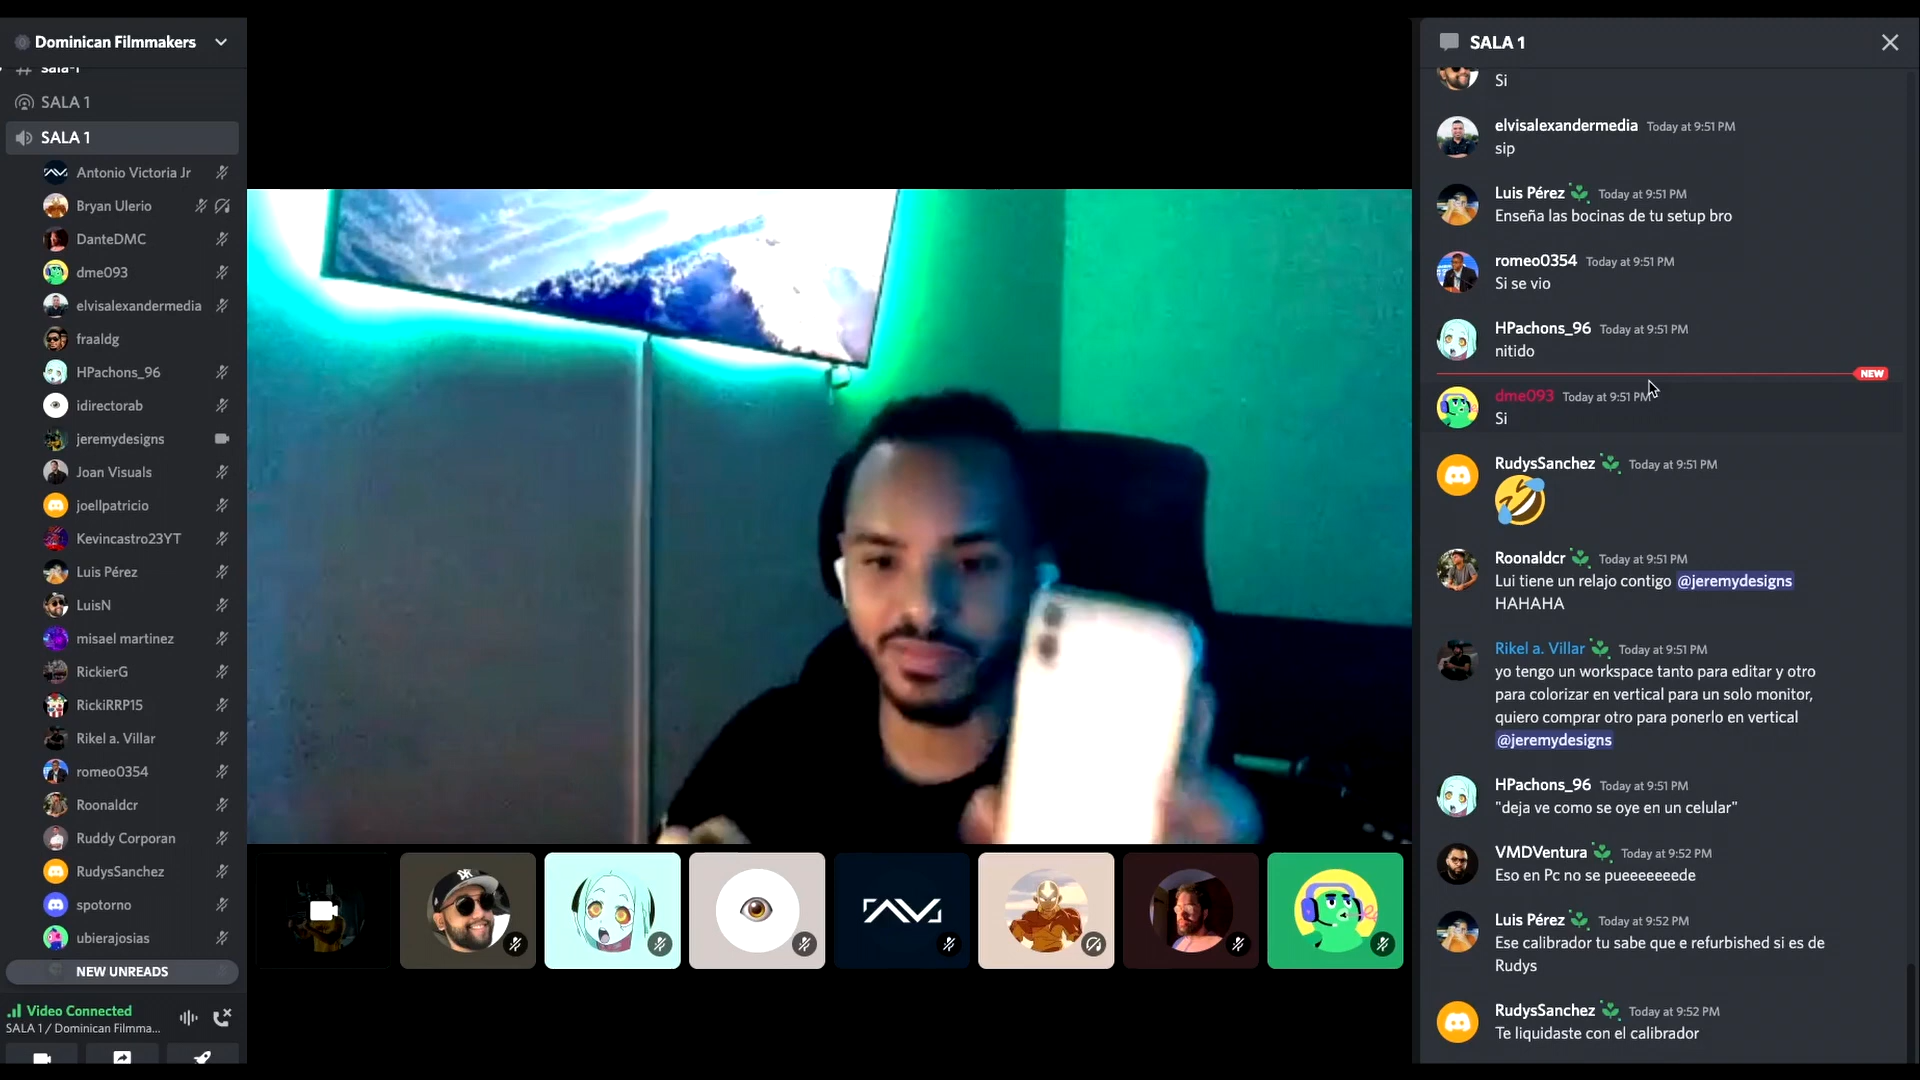 Dominican Filmmakers
sala-1
SALA 1
SALA 1
Antonio Victoria Jr
Bryan Ulerio
DanteDMC
dme093
elvisalexandermedia
fraaldg
HPachons_96
idirectorab
jeremydesigns
Joan Visuals
joellpatricio
Kevincastro23YT
Luis Pérez
LuisN
misael martinez
RickierG
RickiRRP15
Rikel a. Villar
romeo0354
Roonaldcr
Ruddy Corporan
RudysSanchez
spotorno
ubierajosias
NEW UNREADS
Video Connected
SALA 1 / Dominican Filmma...
SALA 1
Si
elvisalexandermedia Today at 9:51 PM
sip
Luis Pérez Today at 9:51 PM
Enseña las bocinas de tu setup bro
romeo0354 Today at 9:51 PM
Si se vio
HPachons_96 Today at 9:51 PM
nitido
NEW
dme093 Today at 9:51 PM
Si
RudysSanchez Today at 9:51 PM
Roonaldcr Today at 9:51 PM
Lui tiene un relajo contigo @jeremydesigns
HAHAHA
Rikel a. Villar Today at 9:51 PM
yo tengo un workspace tanto para editar y otro
para colorizar en vertical para un solo monitor,
quiero comprar otro para ponerlo en vertical
@jeremydesigns
HPachons_96 Today at 9:51 PM
"deja ve como se oye en un celular"
VMDVentura Today at 9:52 PM
Eso en Pc no se pueeeeeede
Luis Pérez Today at 9:52 PM
Ese calibrador tu sabe que e refurbished si es de
Rudys
RudysSanchez Today at 9:52 PM
Te liquidaste con el calibrador